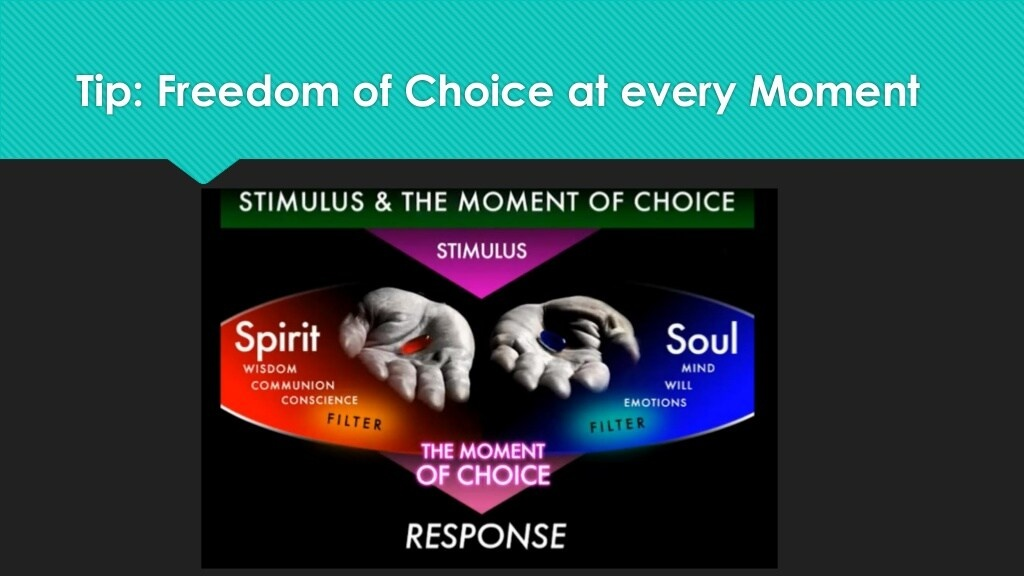 Tip: Freedom of Choice at every Moment
STIMULUS & THE MOMENT OF CHOICE
STIMULUS
Spirit
WISDOM
COMMUNION
CONSCIENCE
FILTER
Soul
MIND
WILL
EMOTIONS
FILTER
THE MOMENT
OF CHOICE
RESPONSE